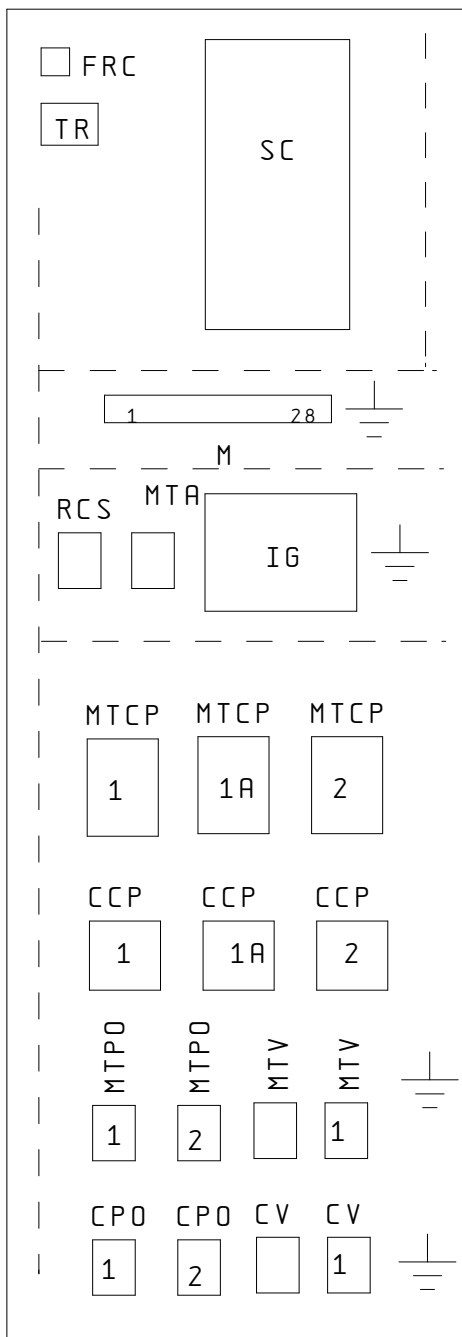 FRC
TR
SC
1 28
M
RCS MTA
IG
MTCP MTCP MTCP
1 1A 2
CCP CCP CCP
1 1A 2
MTPO MTPO MTV MTV
1 2 1
CPO CPO CV CV
1 2 1